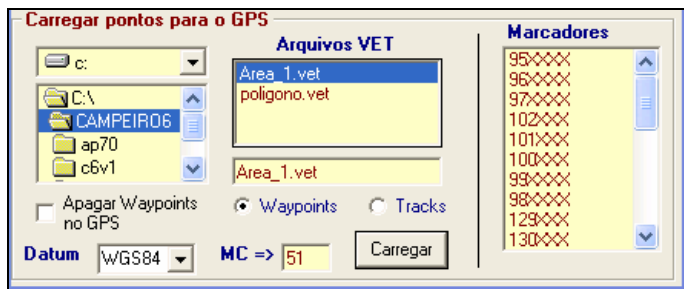 Carregar pontos para o GPS
c:
C:\
CAMPEIRO6
ap70
c6v1
Apagar Waypoints
no GPS
Datum
WGS84
Arquivos VET
Area_1.vet
poligono.vet
Area_1.vet
Waypoints
Tracks
MC =>
51
Carregar
Marcadores
95XXXX
96XXXX
97XXXX
102XXX
101XXX
100XXX
99XXXX
98XXXX
129XXX
130XXX